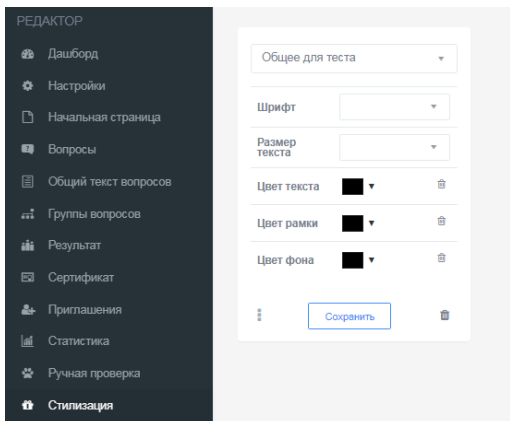 РЕДАКТОР
Дашборд
Настройки
Начальная страница
Вопросы
Общий текст вопросов
Группы вопросов
Результат
Сертификат
Приглашения
Статистика
Ручная проверка
Стилизация
Общее для теста
Шрифт
Размер
текста
Цвет текста
Цвет рамки
Цвет фона
Сохранить